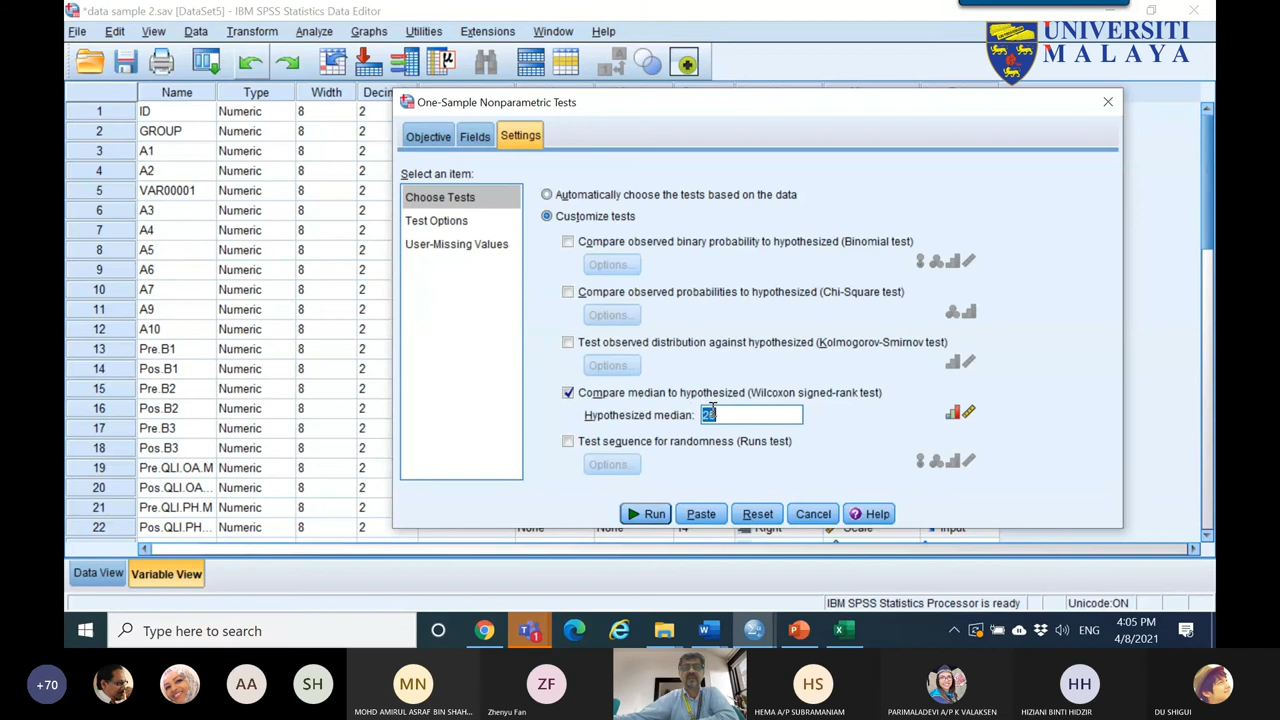 *data sample 2.sav [DataSet5] - IBM SPSS Statistics Data Editor
UNIVERSITI
MALAYA
File Edit View Data Transform Analyze Graphs Utilities Extensions Window Help
Name Type Width Decin
1 ID Numeric 8 2
2 GROUP Numeric 8 2
3 A1 Numeric 8 2
4 A2 Numeric 8 2
5 VAR00001 Numeric 8 2
6 A3 Numeric 8 2
7 A4 Numeric 8 2
8 A5 Numeric 8 2
9 A6 Numeric 8 2
10 A7 Numeric 8 2
11 A9 Numeric 8 2
12 A10 Numeric 8 2
13 Pre.B1 Numeric 8 2
14 Pos.B1 Numeric 8 2
15 Pre.B2 Numeric 8 2
16 Pos.B2 Numeric 8 2
17 Pre.B3 Numeric 8 2
18 Pos.B3 Numeric 8 2
19 Pre.QLI.OA.M Numeric 8 2
20 Pos.QLI.OA... Numeric 8 2
21 Pre.QLI.PH.M Numeric 8 2
22 Pos.QLI.PH... Numeric 8 2 None None 14 Right Scale Input
One-Sample Nonparametric Tests
Objective Fields Settings
Select an item:
Choose Tests
Test Options
User-Missing Values
Automatically choose the tests based on the data
Customize tests
Compare observed binary probability to hypothesized (Binomial test)
Options...
Compare observed probabilities to hypothesized (Chi-Square test)
Options...
Test observed distribution against hypothesized (Kolmogorov-Smirnov test)
Options...
Compare median to hypothesized (Wilcoxon signed-rank test)
Hypothesized median:
Test sequence for randomness (Runs test)
Options...
Run Paste Reset Cancel Help
Data View Variable View
IBM SPSS Statistics Processor is ready Unicode:ON
Type here to search
1
ENG
4:05 PM
4/8/2021
+70 AA SH MN ZF HS HH
MOHD AMIRUL ASRAF BIN SHAH... Zhenyu Fan HEMA A/P SUBRAMANIAM PARIMALADEVI A/P K VALAKSEN HIZIANI BINTI HIDZIR DU SHIGUI